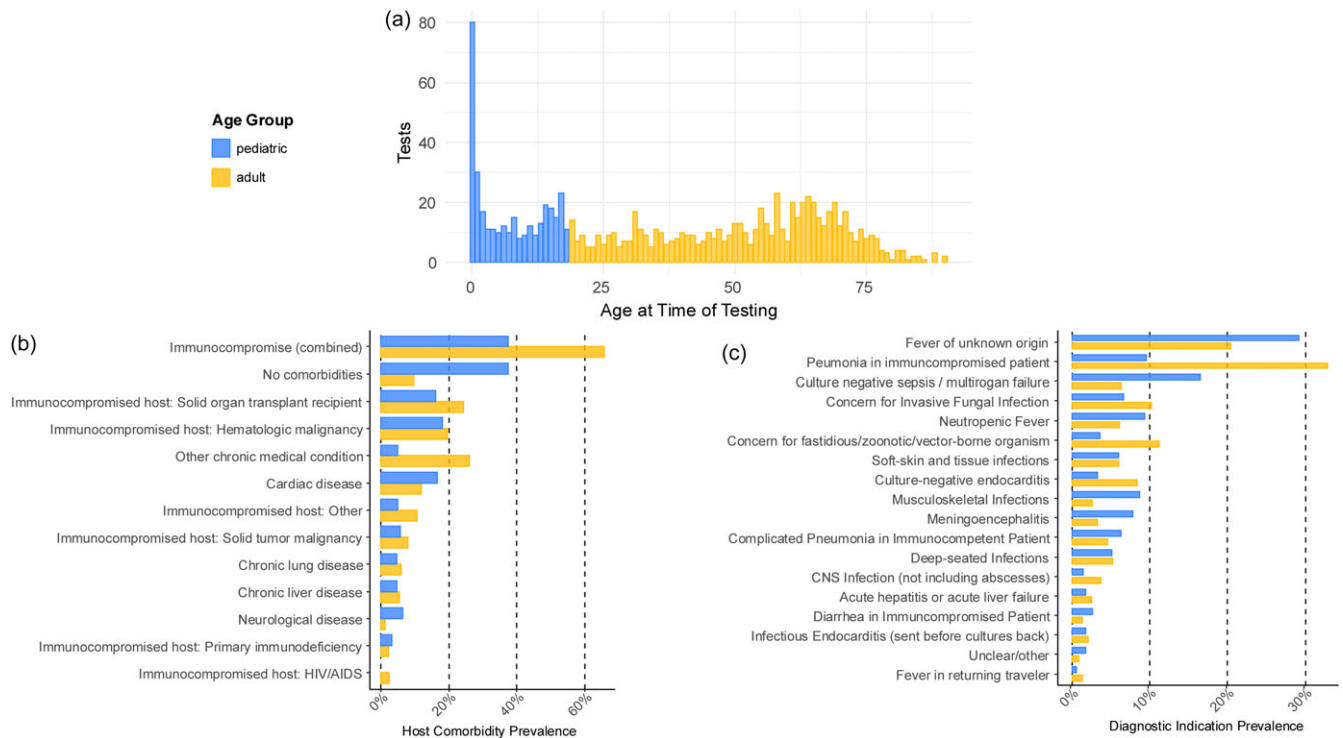 (a)
80
60
40
20
0
Tests
0
25
50
75
Age at Time of Testing
Age Group
pediatric
adult
(b)
Immunocompromise (combined)
No comorbidities
Immunocompromised host: Solid organ transplant recipient
Immunocompromised host: Hematologic malignancy
Other chronic medical condition
Cardiac disease
Immunocompromised host: Other
Immunocompromised host: Solid tumor malignancy
Chronic lung disease
Chronic liver disease
Neurological disease
Immunocompromised host: Primary immunodeficiency
Immunocompromised host: HIV/AIDS
0%
20%
40%
60%
Host Comorbidity Prevalence
(c)
Fever of unknown origin
Peumonia in immuncompromised patient
Culture negative sepsis / multirogan failure
Concern for Invasive Fungal Infection
Neutropenic Fever
Concern for fastidious/zoonotic/vector-borne organism
Soft-skin and tissue infections
Culture-negative endocarditis
Musculoskeletal Infections
Meningoencephalitis
Complicated Pneumonia in Immunocompetent Patient
Deep-seated Infections
CNS Infection (not including abscesses)
Acute hepatitis or acute liver failure
Diarrhea in Immuncompromised Patient
Infectious Endocarditis (sent before cultures back)
Unclear/other
Fever in returning traveler
0%
10%
20%
30%
Diagnostic Indication Prevalence